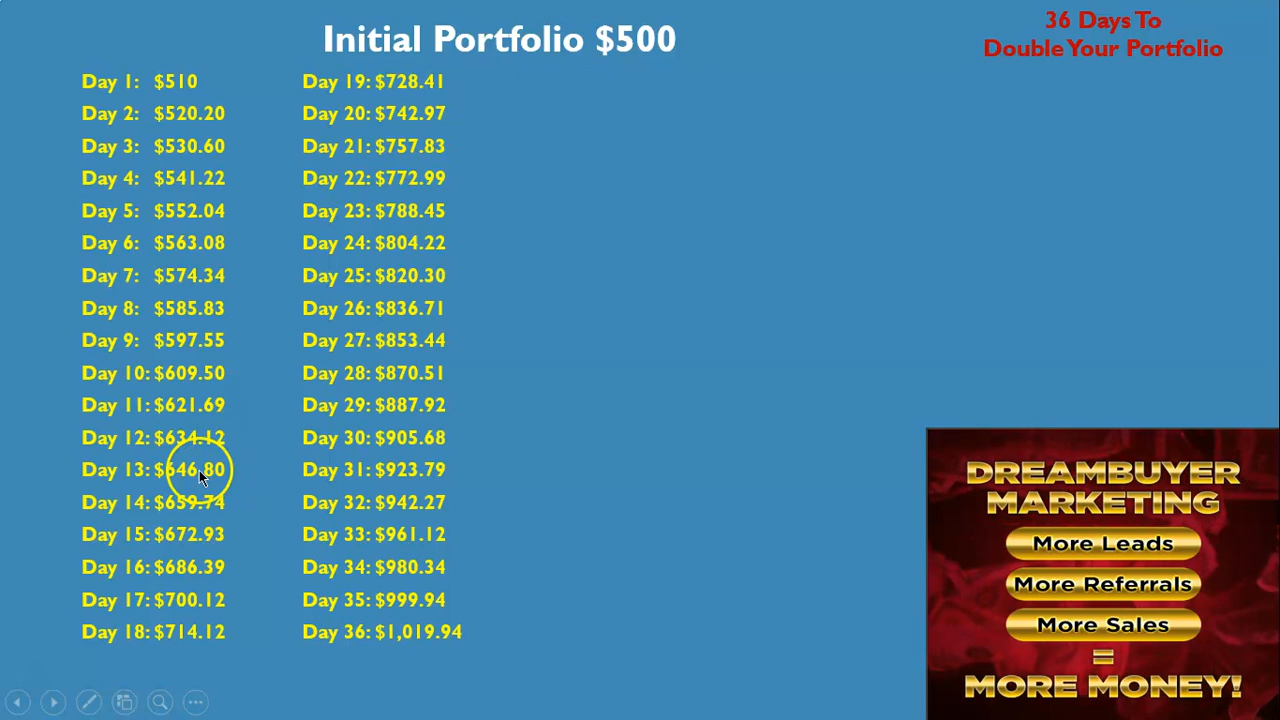 Initial Portfolio $500
36 Days To
Double Your Portfolio
Day 1: $510
Day 2: $520.20
Day 3: $530.60
Day 4: $541.22
Day 5: $552.04
Day 6: $563.08
Day 7: $574.34
Day 8: $585.83
Day 9: $597.55
Day 10: $609.50
Day 11: $621.69
Day 12: $634.12
Day 13: $646.80
Day 14: $659.74
Day 15: $672.93
Day 16: $686.39
Day 17: $700.12
Day 18: $714.12
Day 19: $728.41
Day 20: $742.97
Day 21: $757.83
Day 22: $772.99
Day 23: $788.45
Day 24: $804.22
Day 25: $820.30
Day 26: $836.71
Day 27: $853.44
Day 28: $870.51
Day 29: $887.92
Day 30: $905.68
Day 31: $923.79
Day 32: $942.27
Day 33: $961.12
Day 34: $980.34
Day 35: $999.94
Day 36: $1,019.94
DREAMBUYER
MARKETING
More Leads
More Referrals
More Sales
=
MORE MONEY!